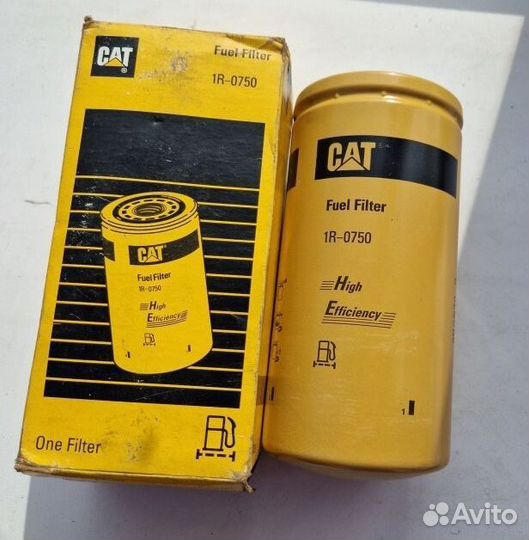 CAT
®
Fuel Filter
1R-0750
CAT
Fuel Filter
1R-0750
High
Efficiency
One Filter
CAT
Fuel Filter
1R-0750
High
Efficiency
1
Avito